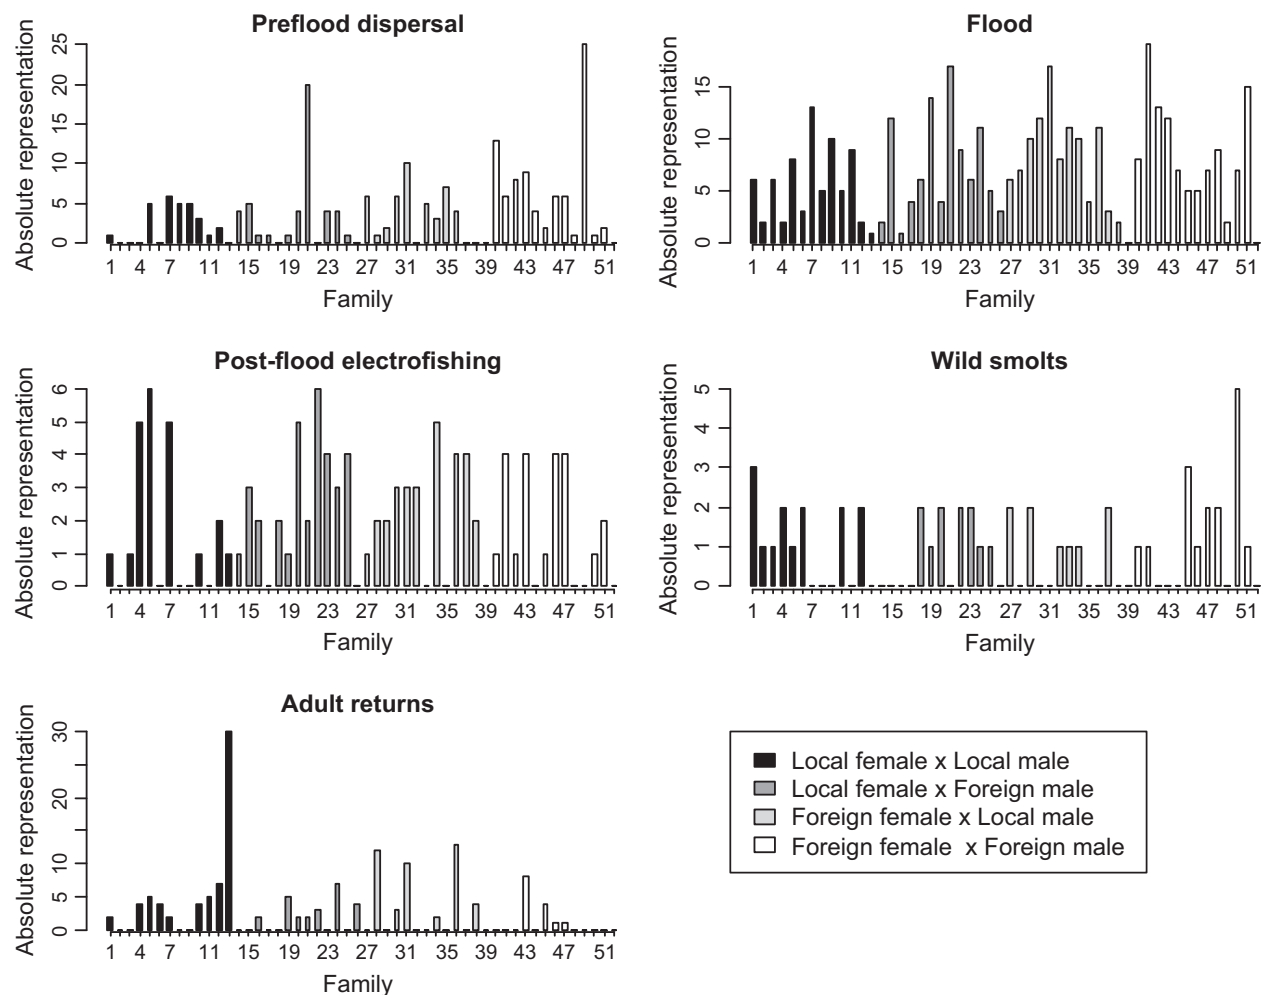 Preflood dispersal
Absolute representation
25
20
15
10
5
0
1 4 7 11 15 19 23 27 31 35 39 43 47 51
Family
Flood
Absolute representation
15
10
5
0
1 4 7 11 15 19 23 27 31 35 39 43 47 51
Family
Post-flood electrofishing
Absolute representation
6
5
4
3
2
1
0
1 4 7 11 15 19 23 27 31 35 39 43 47 51
Family
Wild smolts
Absolute representation
5
4
3
2
1
0
1 4 7 11 15 19 23 27 31 35 39 43 47 51
Family
Adult returns
Absolute representation
30
20
10
5
0
1 4 7 11 15 19 23 27 31 35 39 43 47 51
Family
Local female x Local male
Local female x Foreign male
Foreign female x Local male
Foreign female x Foreign male